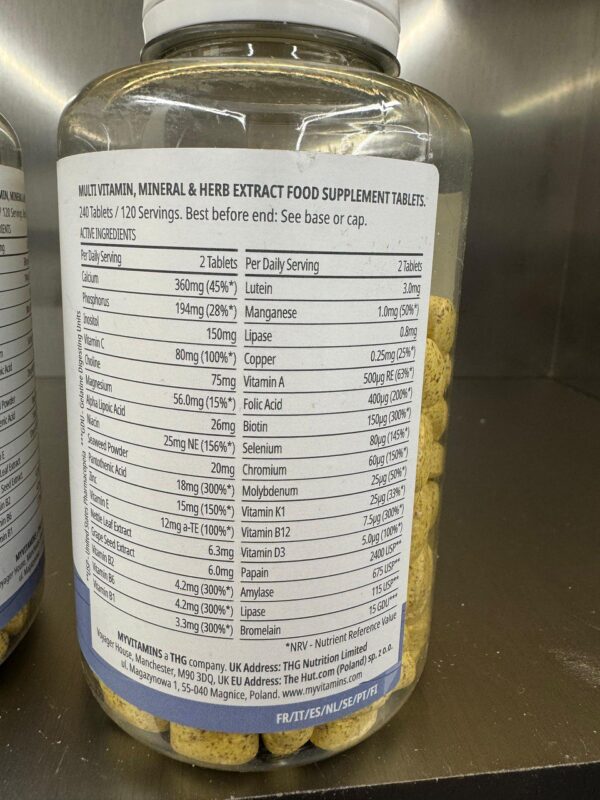 MULTI VITAMIN, MINERAL & HERB EXTRACT FOOD SUPPLEMENT TABLETS.
240 Tablets / 120 Servings. Best before end: See base or cap.
ACTIVE INGREDIENTS
Per Daily Serving 2 Tablets Per Daily Serving 2 Tablets
Calcium 360mg (45%*) Lutein 3.0mg
Phosphorus 194mg (28%*) Manganese 1.0mg (50%*)
Inositol 150mg Lipase 0.8mg
Vitamin C 80mg (100%*) Copper 0.25mg (25%*)
Choline 75mg Vitamin A 500µg RE (63%*)
Magnesium 56.0mg (15%*) Folic Acid 400µg (200%*)
Alpha Lipoic Acid 26mg Biotin 150µg (300%*)
Niacin 25mg NE (156%*) Selenium 80µg (145%*)
Seaweed Powder 20mg Chromium 60µg (150%*)
Pantothenic Acid 18mg (300%*) Molybdenum 25µg (50%*)
Zinc 15mg (150%*) Vitamin K1 25µg (33%*)
Vitamin E 12mg a-TE (100%*) Vitamin B12 7.5µg (300%*)
Nettle Leaf Extract 6.3mg Vitamin D3 5.0µg (100%*)
Grape Seed Extract 6.0mg Papain 2400 USP**
Vitamin B2 4.2mg (300%*) Amylase 675 USP**
Vitamin B6 4.2mg (300%*) Lipase 115 USP**
Vitamin B1 3.3mg (300%*) Bromelain 15 GDU***
**USP - United States Pharmacopeia ***GDU - Gelatine Digesting Units
*NRV - Nutrient Reference Value
MYVITAMINS a THG company. UK Address: THG Nutrition Limited
Voyager House, Manchester, M90 3DQ, UK EU Address: The Hut.com (Poland) sp. z o.o.
ul. Magazynowa 1, 55-040 Magnice, Poland. www.myvitamins.com
FR/IT/ES/NL/SE/PT/FI